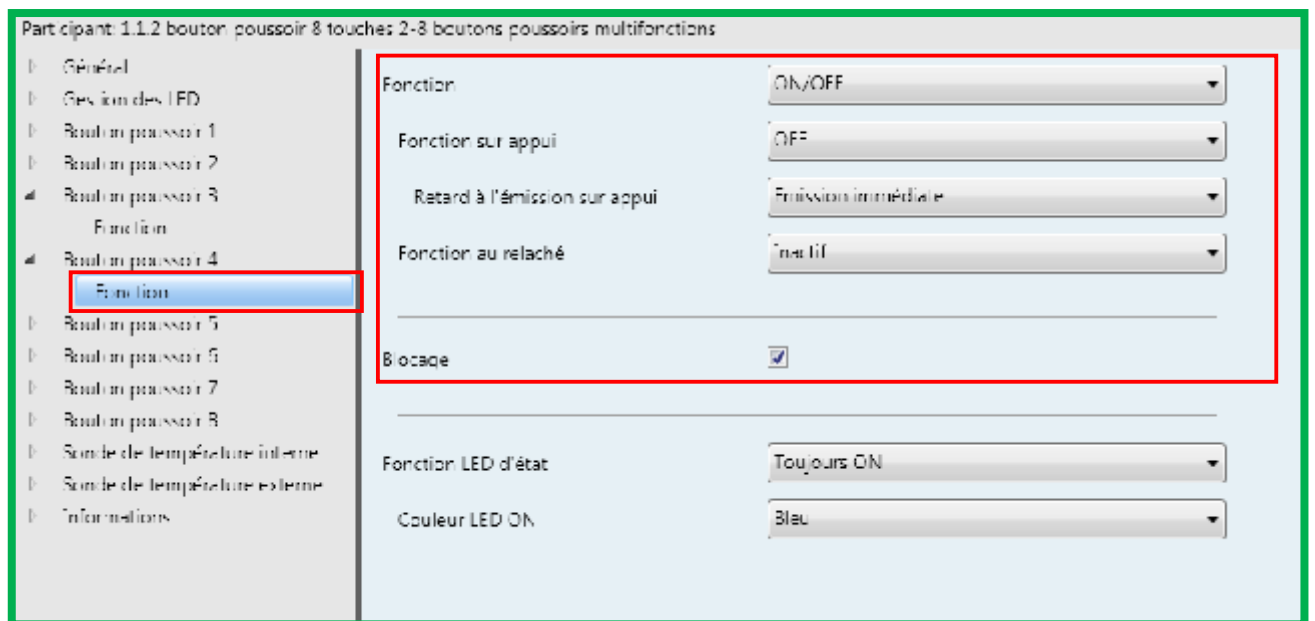 Participant: 1.1.2 bouton poussoir 8 touches 2-8 boutons poussoirs multifonctions
Général
Gestion des LED
Bouton poussoir 1
Bouton poussoir 2
Bouton poussoir 3
Fonction
Bouton poussoir 4
Fonction
Bouton poussoir 5
Bouton poussoir 6
Bouton poussoir 7
Bouton poussoir 8
Sonde de température interne
Sonde de température externe
Informations
Fonction ON/OFF
Fonction sur appui OFF
Retard à l'émission sur appui Emission immédiate
Fonction au relaché Inactif
Blocage
Fonction LED d'état Toujours ON
Couleur LED ON Bleu